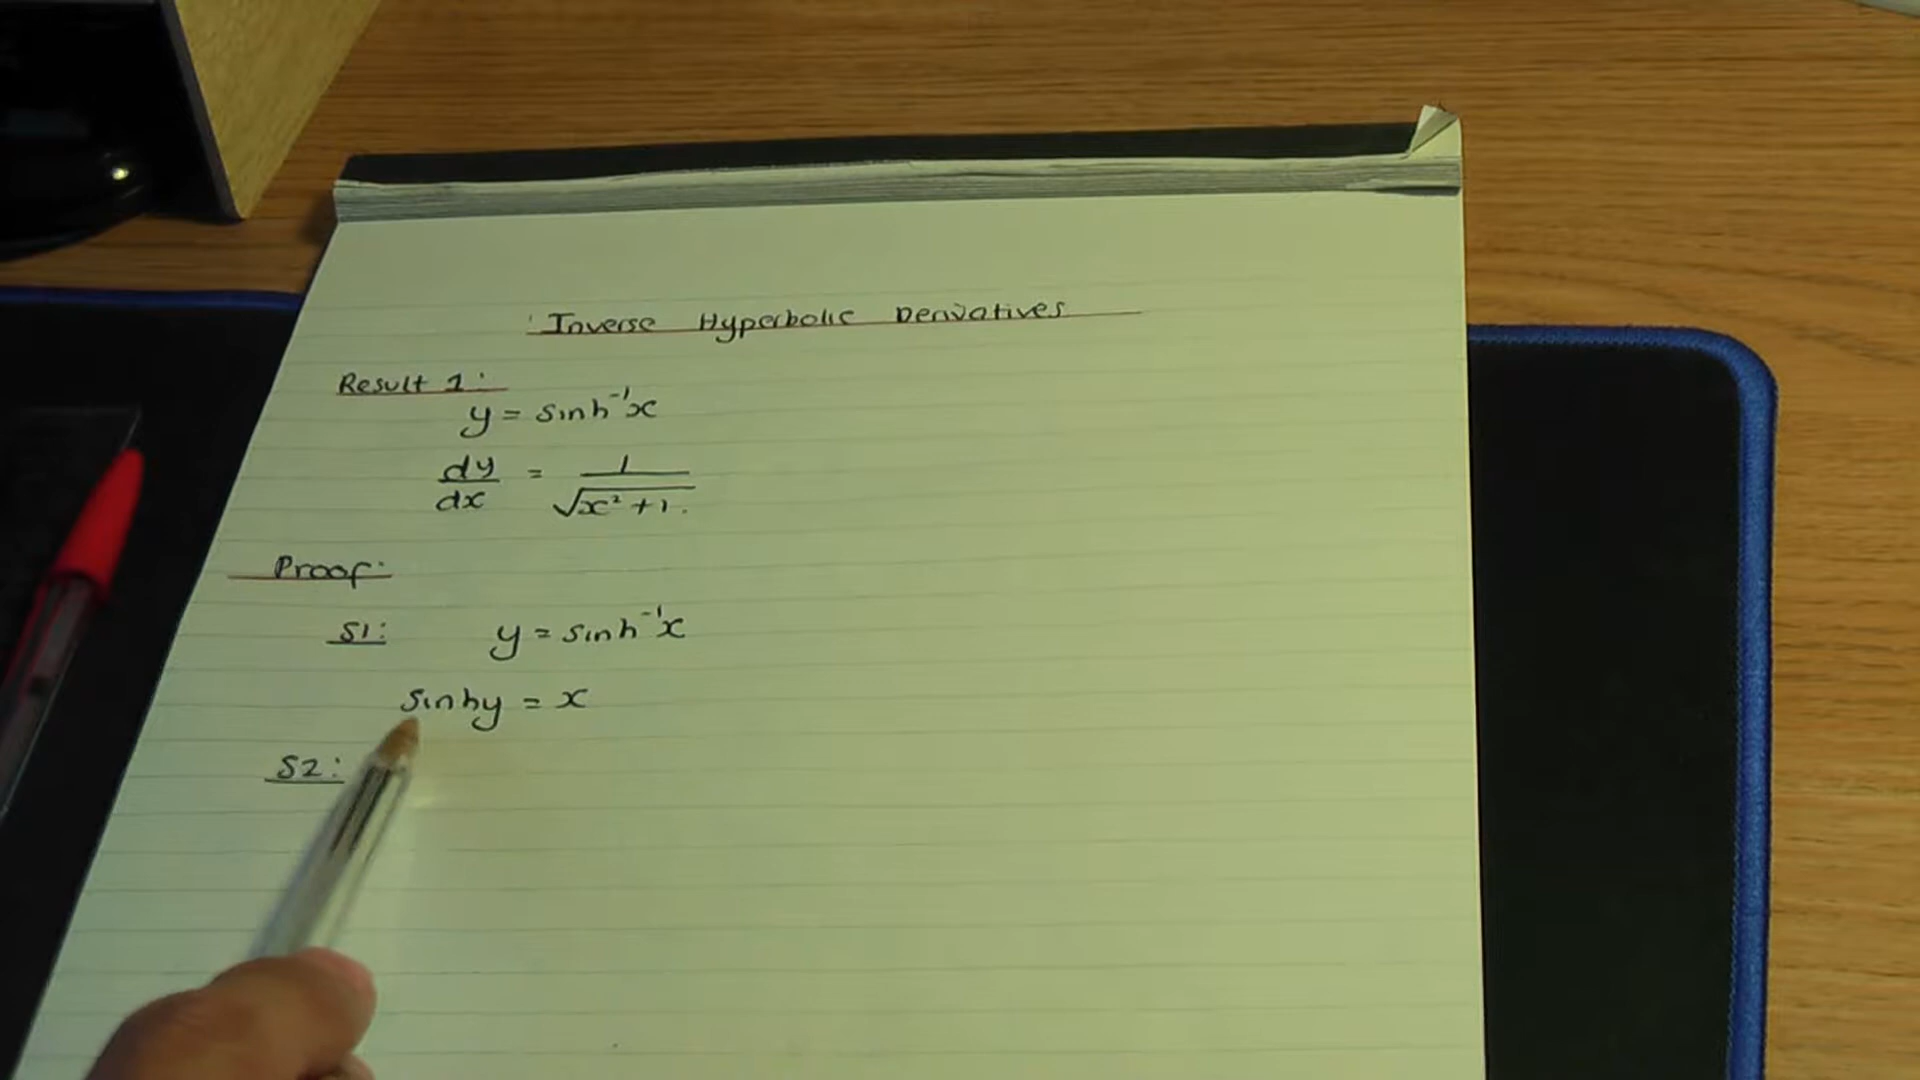 Inverse Hyperbolic Derivatives
Result 1:
y = sinh⁻¹x
dy/dx = 1/√x² + 1.
Proof:
S1: y = sinh⁻¹x
sinhy = x
S2: